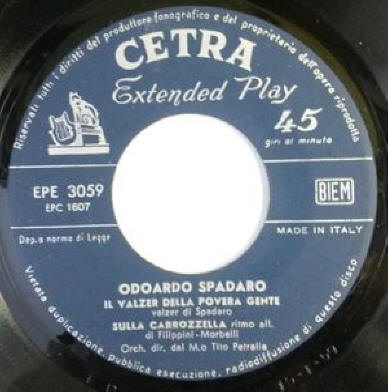 Riservati tutti i diritti del produttore fonografico e del proprietario dell'opera riprodotta
CETRA
Extended Play
45
giri al minuto
EPE 3059
EPC 1607
BIEM
Dep.a norma di Legge
MADE IN ITALY
ODOARDO SPADARO
IL VALZER DELLA POVERA GENTE
valzer di Spadaro
SULLA CARROZZELLA ritmo all.
di Filippini-Morbelli
Orch. dir. dal M.o Tito Petralia
Vietata duplicazione, pubblica esecuzione, radiodiffusione di questo disco